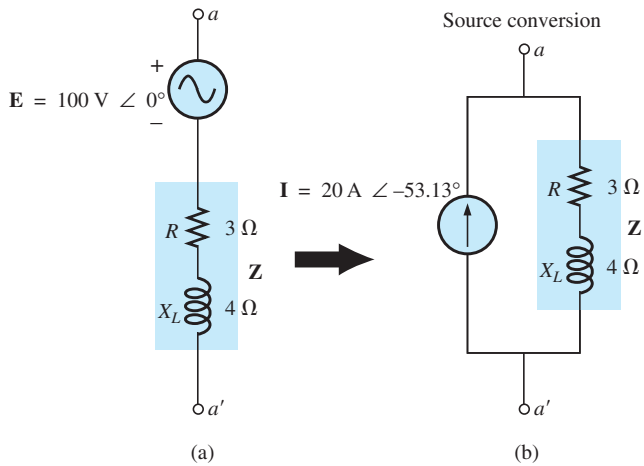 a
+
E = 100 V ∠ 0°
–
R 3 Ω
Z
X_L 4 Ω
a′
(a)
Source conversion
a
I = 20 A ∠–53.13°
R 3 Ω
Z
X_L 4 Ω
a′
(b)